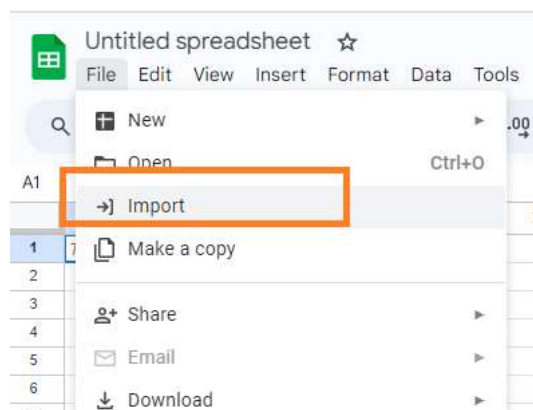 Untitled spreadsheet
File Edit View Insert Format Data Tools
New
.00
Open Ctrl+O
A1
Import
1
Make a copy
2
3
Share
4
5 Email
6
Download